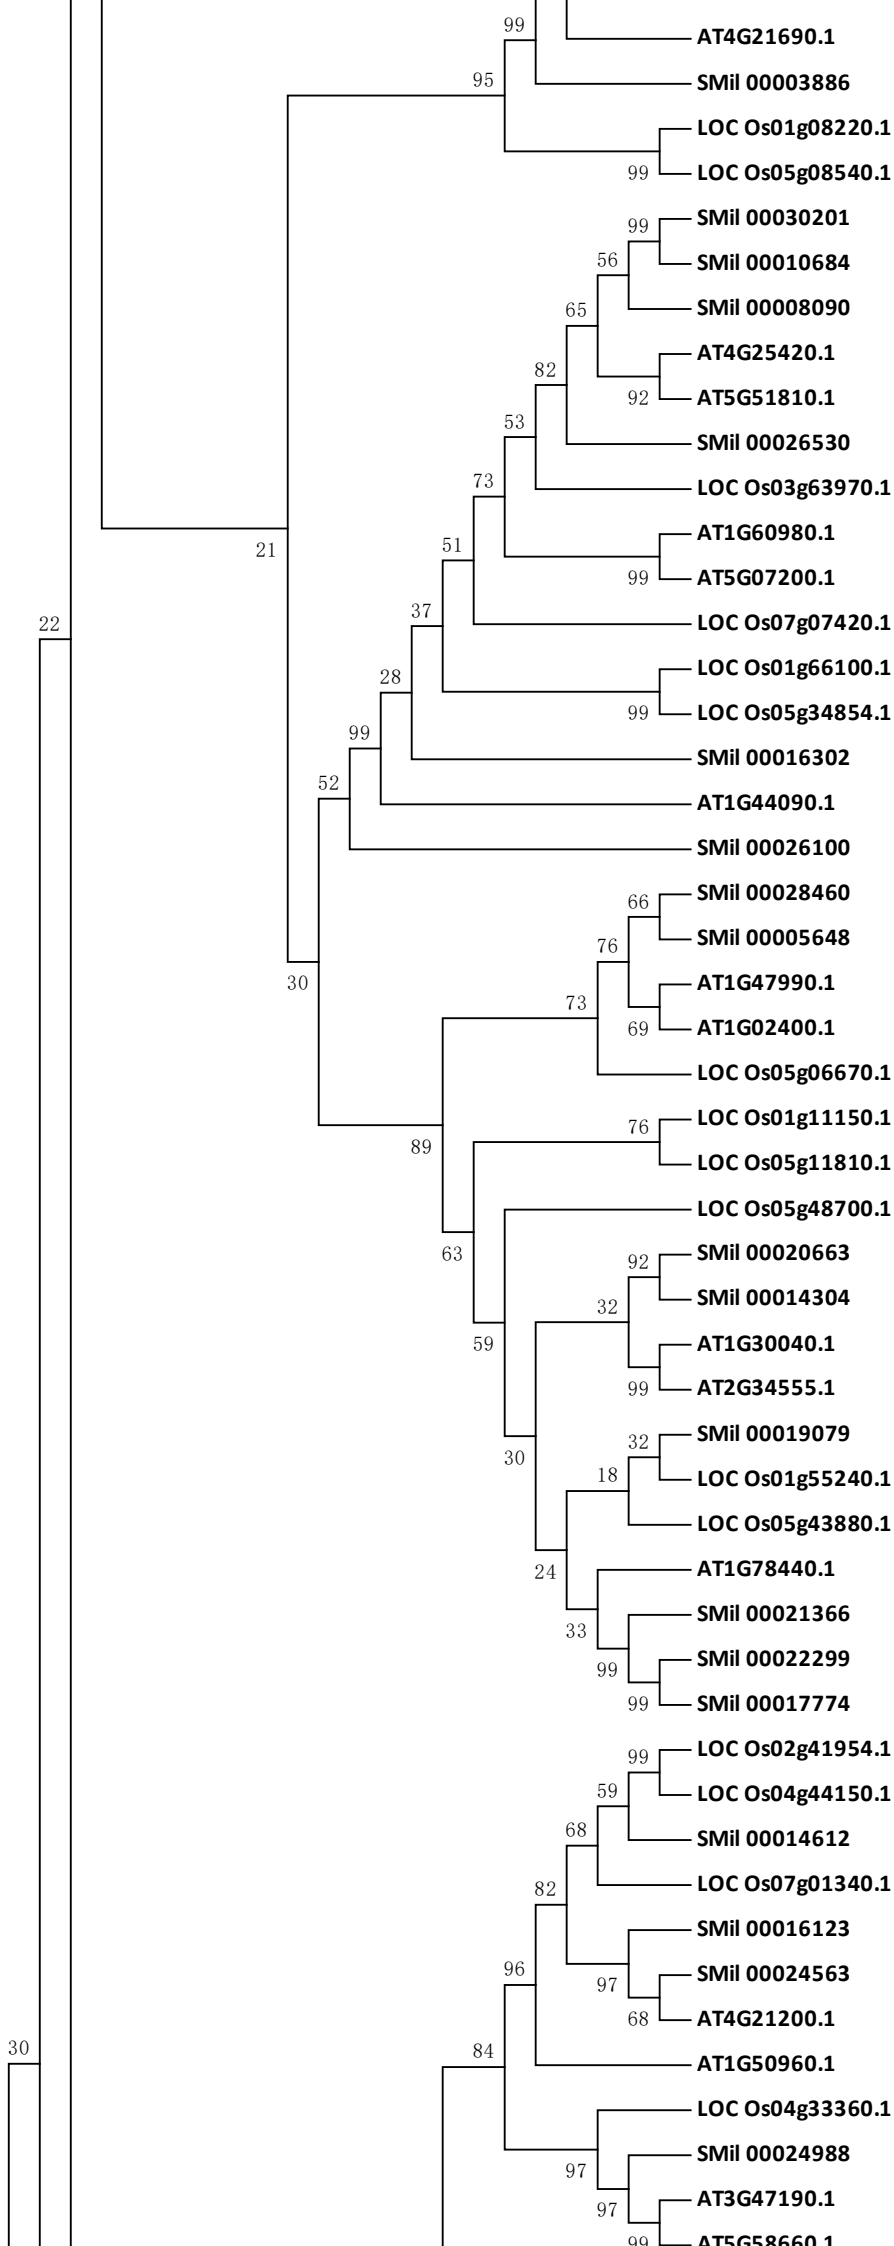 99
AT4G21690.1
95
SMil 00003886
LOC Os01g08220.1
99
LOC Os05g08540.1
SMil 00030201
99
SMil 00010684
56
SMil 00008090
65
AT4G25420.1
82
92
AT5G51810.1
53
SMil 00026530
73
LOC Os03g63970.1
AT1G60980.1
21
51
99
AT5G07200.1
22
37
LOC Os07g07420.1
LOC Os01g66100.1
28
99
LOC Os05g34854.1
99
SMil 00016302
52
AT1G44090.1
SMil 00026100
SMil 00028460
66
SMil 00005648
76
30
AT1G47990.1
73
69
AT1G02400.1
LOC Os05g06670.1
LOC Os01g11150.1
76
89
LOC Os05g11810.1
LOC Os05g48700.1
63
SMil 00020663
92
SMil 00014304
32
59
AT1G30040.1
99
AT2G34555.1
SMil 00019079
32
30
LOC Os01g55240.1
18
LOC Os05g43880.1
24
AT1G78440.1
33
SMil 00021366
99
SMil 00022299
99
SMil 00017774
LOC Os02g41954.1
99
LOC Os04g44150.1
59
68
SMil 00014612
82
LOC Os07g01340.1
SMil 00016123
96
97
SMil 00024563
68
AT4G21200.1
30
84
AT1G50960.1
LOC Os04g33360.1
97
SMil 00024988
97
AT3G47190.1
99
AT5G58660.1